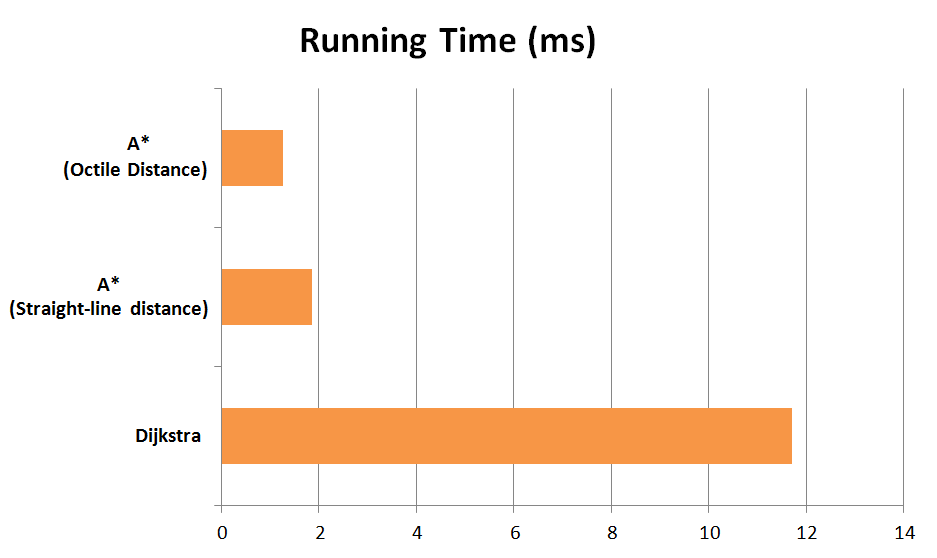 Running Time (ms)
A*
(Octile Distance)
A*
(Straight-line distance)
Dijkstra
0 2 4 6 8 10 12 14